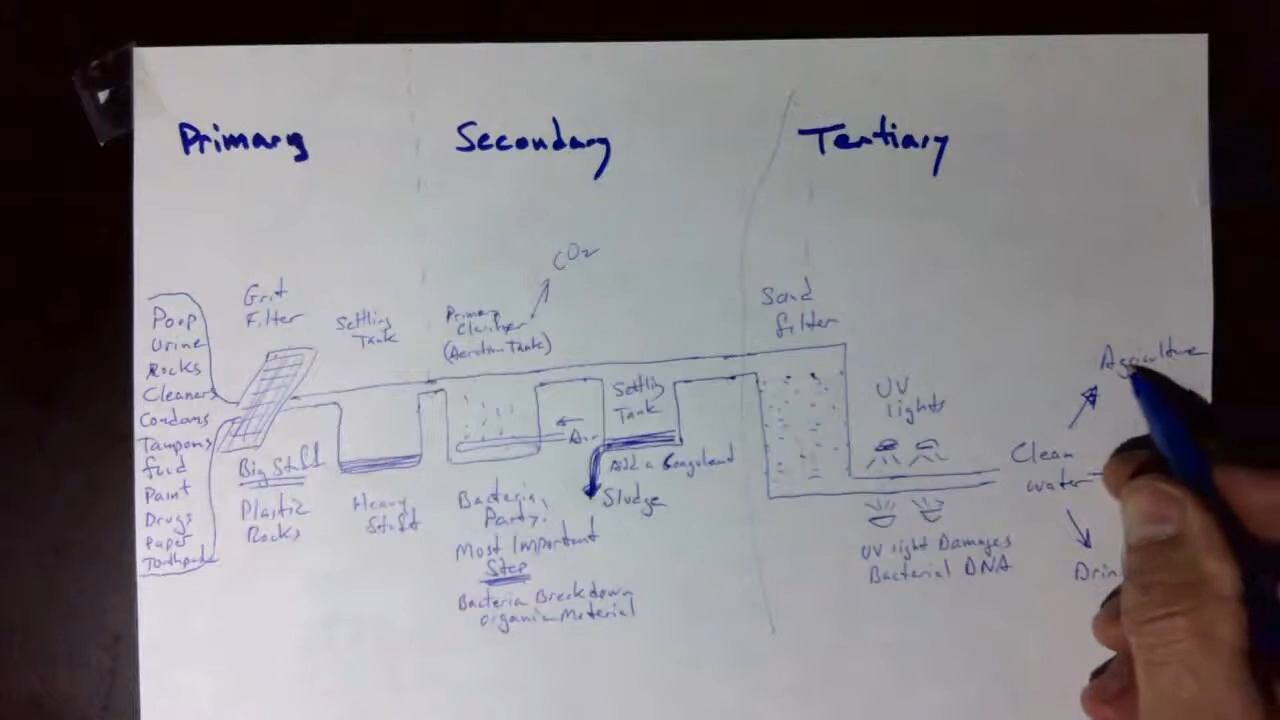 Primary
Secondary
Tertiary
Poop
Urine
Rocks
Cleaners
Condoms
Tampons
food
Paint
Drugs
Paper
Grit
Filter
Big Stuff
Plastic
Rocks
Settling
Tank
Heavy
Stuff
CO2
Primary
Clarifier
(Aeration Tank)
Air
Bacteria
Party!
Most Important
Step
Bacteria Breakdown
organic Material
Settling
Tank
Add a Coagulant
Sludge
Sand
filter
UV
lights
UV light Damages
Bacterial DNA
Clean
water
Agriculture
Drin